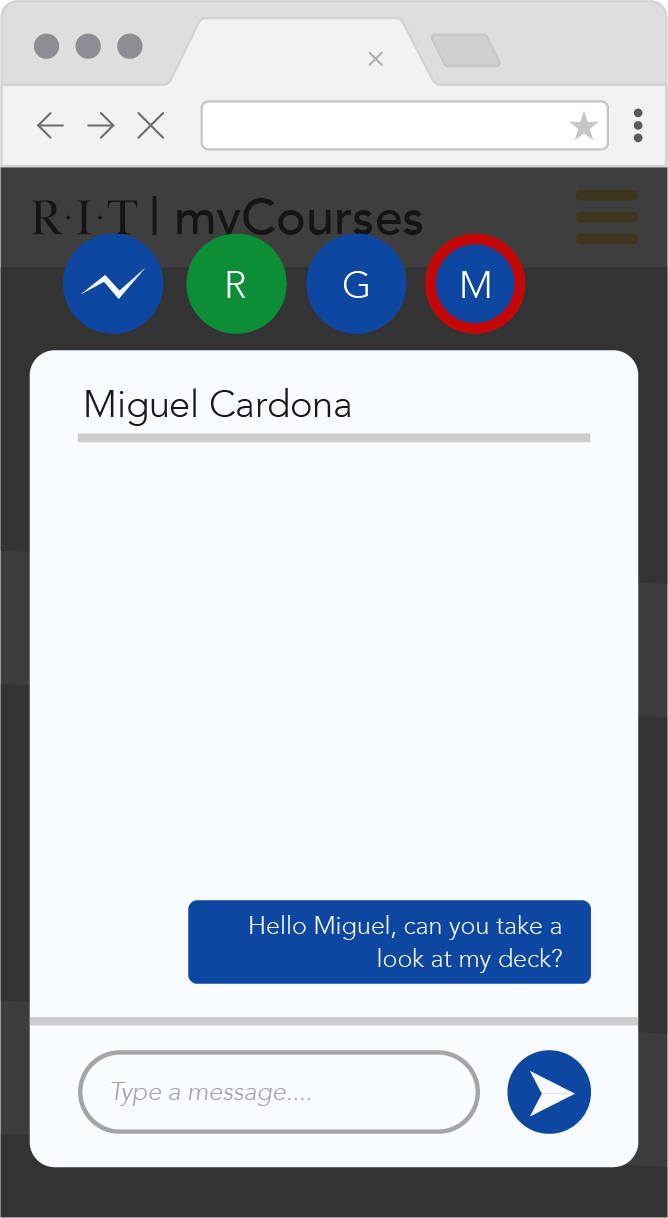 R·I·T | myCourses
R G M
Miguel Cardona
Hello Miguel, can you take a
look at my deck?
Type a message....